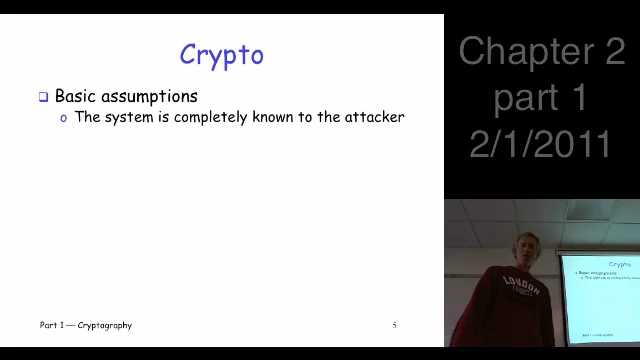 Crypto
Basic assumptions
The system is completely known to the attacker
Part 1 — Cryptography
5
Chapter 2
part 1
2/1/2011
LONDON
Crypto
Basic assumptions